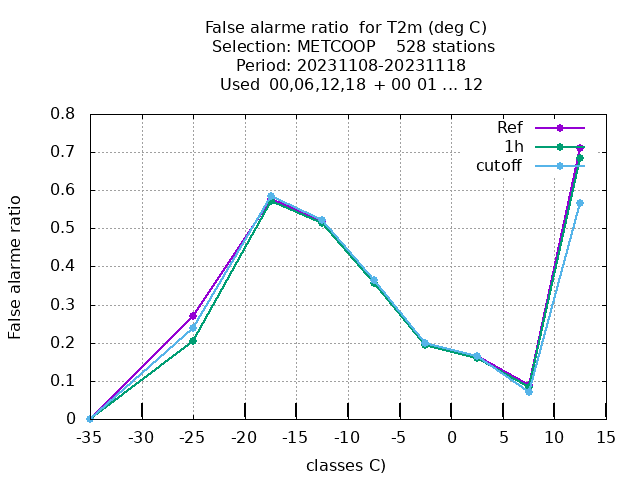 False alarme ratio  for T2m (deg C)
Selection: METCOOP    528 stations
Period: 20231108-20231118
Used  00,06,12,18  + 00 01 ... 12
0.8
0.7
0.6
0.5
0.4
0.3
0.2
0.1
0
False alarme ratio
Ref
1h
cutoff
-35 -30 -25 -20 -15 -10 -5 0 5 10 15
classes C)